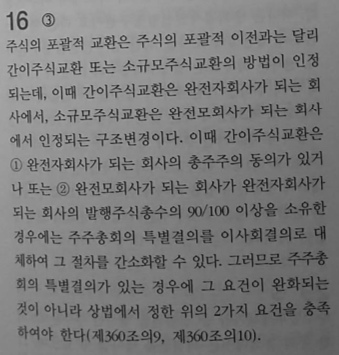 16 ③
주식의 포괄적 교환은 주식의 포괄적 이전과는 달리
간이주식교환 또는 소규모주식교환의 방법이 인정
되는데, 이때 간이주식교환은 완전자회사가 되는 회
사에서, 소규모주식교환은 완전모회사가 되는 회사
에서 인정되는 구조변경이다. 이때 간이주식교환은
① 완전자회사가 되는 회사의 총주주의 동의가 있거
나 또는 ② 완전모회사가 되는 회사가 완전자회사가
되는 회사의 발행주식총수의 90/100 이상을 소유한
경우에는 주주총회의 특별결의를 이사회결의로 대
체하여 그 절차를 간소화할 수 있다. 그러므로 주주총
회의 특별결의가 있는 경우에 그 요건이 완화되는
것이 아니라 상법에서 정한 위의 2가지 요건을 충족
하여야 한다(제360조의9, 제360조의10).